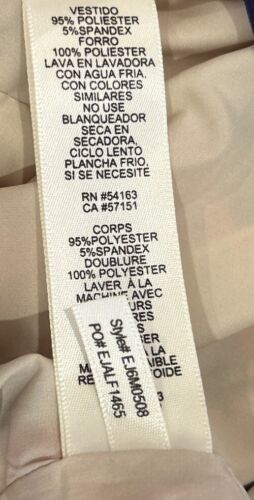 VESTIDO
95% POLIESTER
5%SPANDEX
FORRO
100% POLIESTER
LAVA EN LAVADORA
CON AGUA FRIA.
CON COLORES
SIMILARES
NO USE
BLANQUEADOR
SECA EN
SECADORA,
CICLO LENTO
PLANCHA FRIO,
SI SE NECESITE
RN #54163
CA #57151
CORPS
95%POLYESTER
5%SPANDEX
DOUBLURE
100% POLYESTER
LAVER À LA
MACHINE AVEC
Style# EJ6M0508
PO# EJALF1465